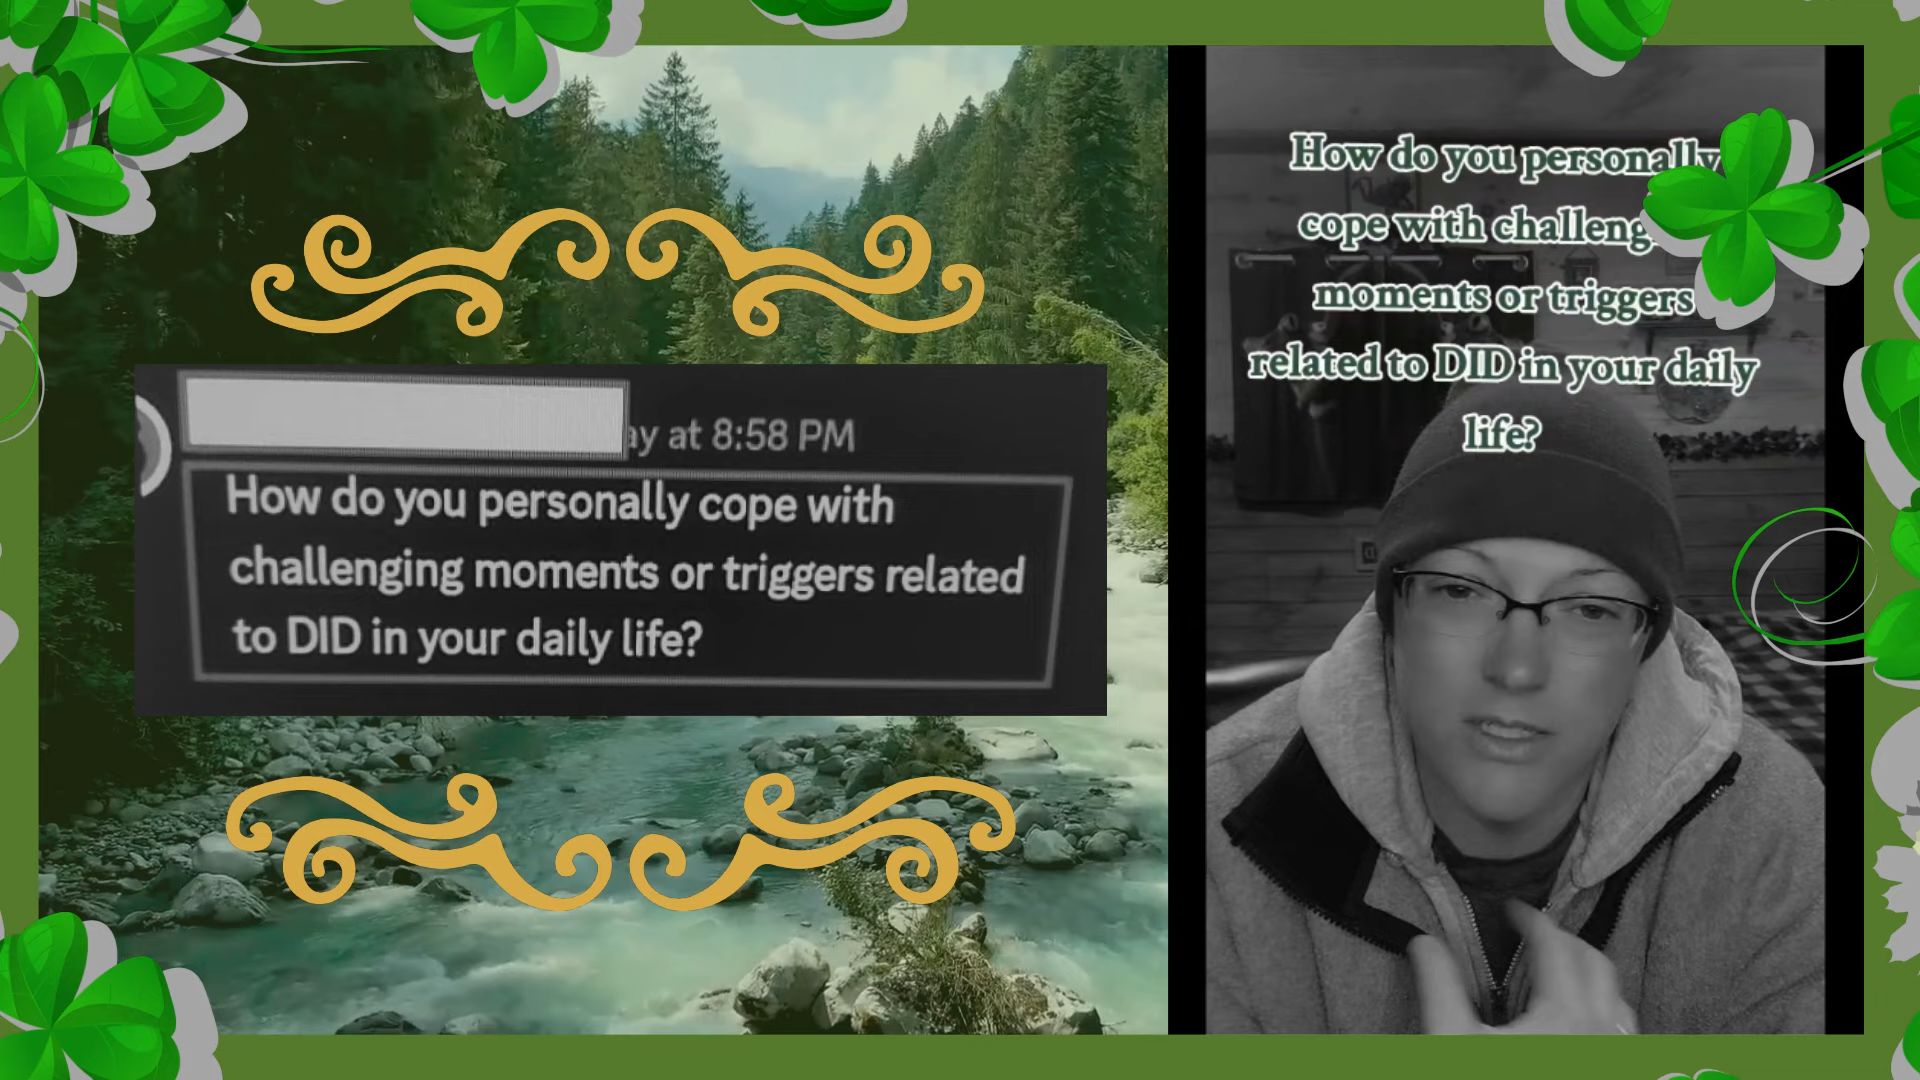 ay at 8:58 PM
How do you personally cope with
challenging moments or triggers related
to DID in your daily life?
How do you personally
cope with challeng
moments or triggers
related to DID in your daily
life?